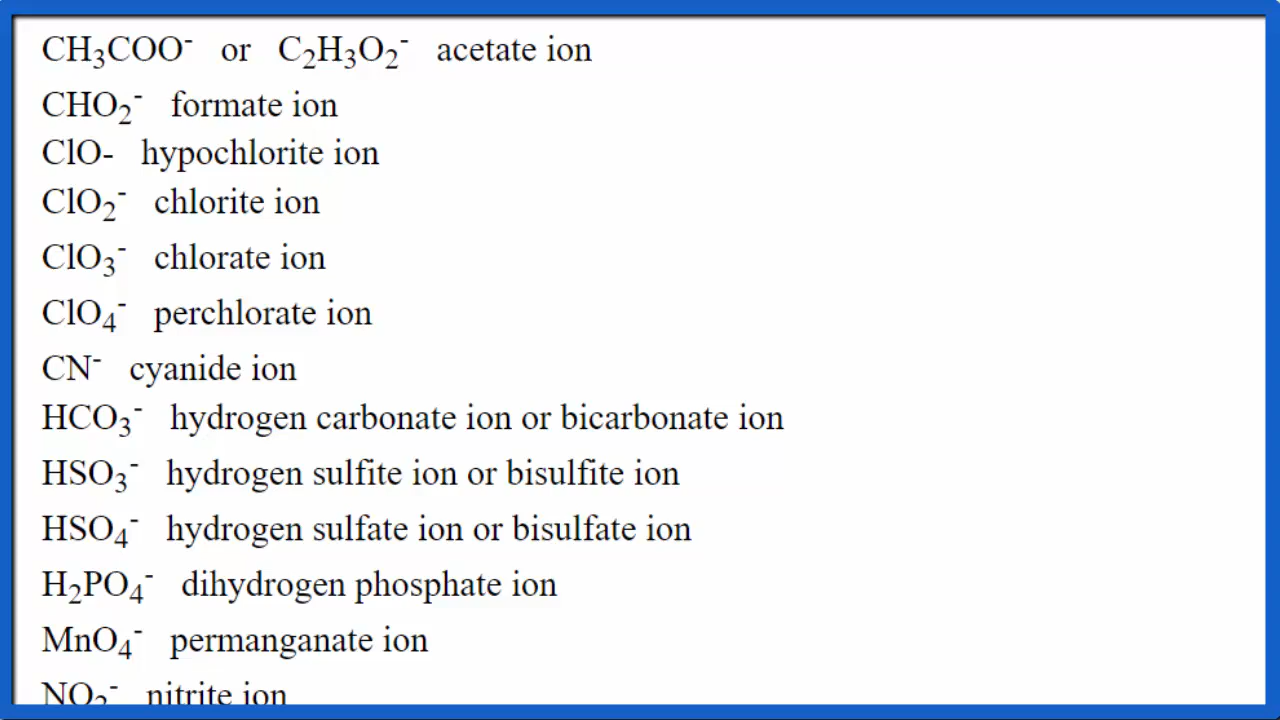 CH₃COO⁻ or C₂H₃O₂⁻ acetate ion
CHO₂⁻ formate ion
ClO- hypochlorite ion
ClO₂⁻ chlorite ion
ClO₃⁻ chlorate ion
ClO₄⁻ perchlorate ion
CN⁻ cyanide ion
HCO₃⁻ hydrogen carbonate ion or bicarbonate ion
HSO₃⁻ hydrogen sulfite ion or bisulfite ion
HSO₄⁻ hydrogen sulfate ion or bisulfate ion
H₂PO₄⁻ dihydrogen phosphate ion
MnO₄⁻ permanganate ion
NO₂⁻ nitrite ion